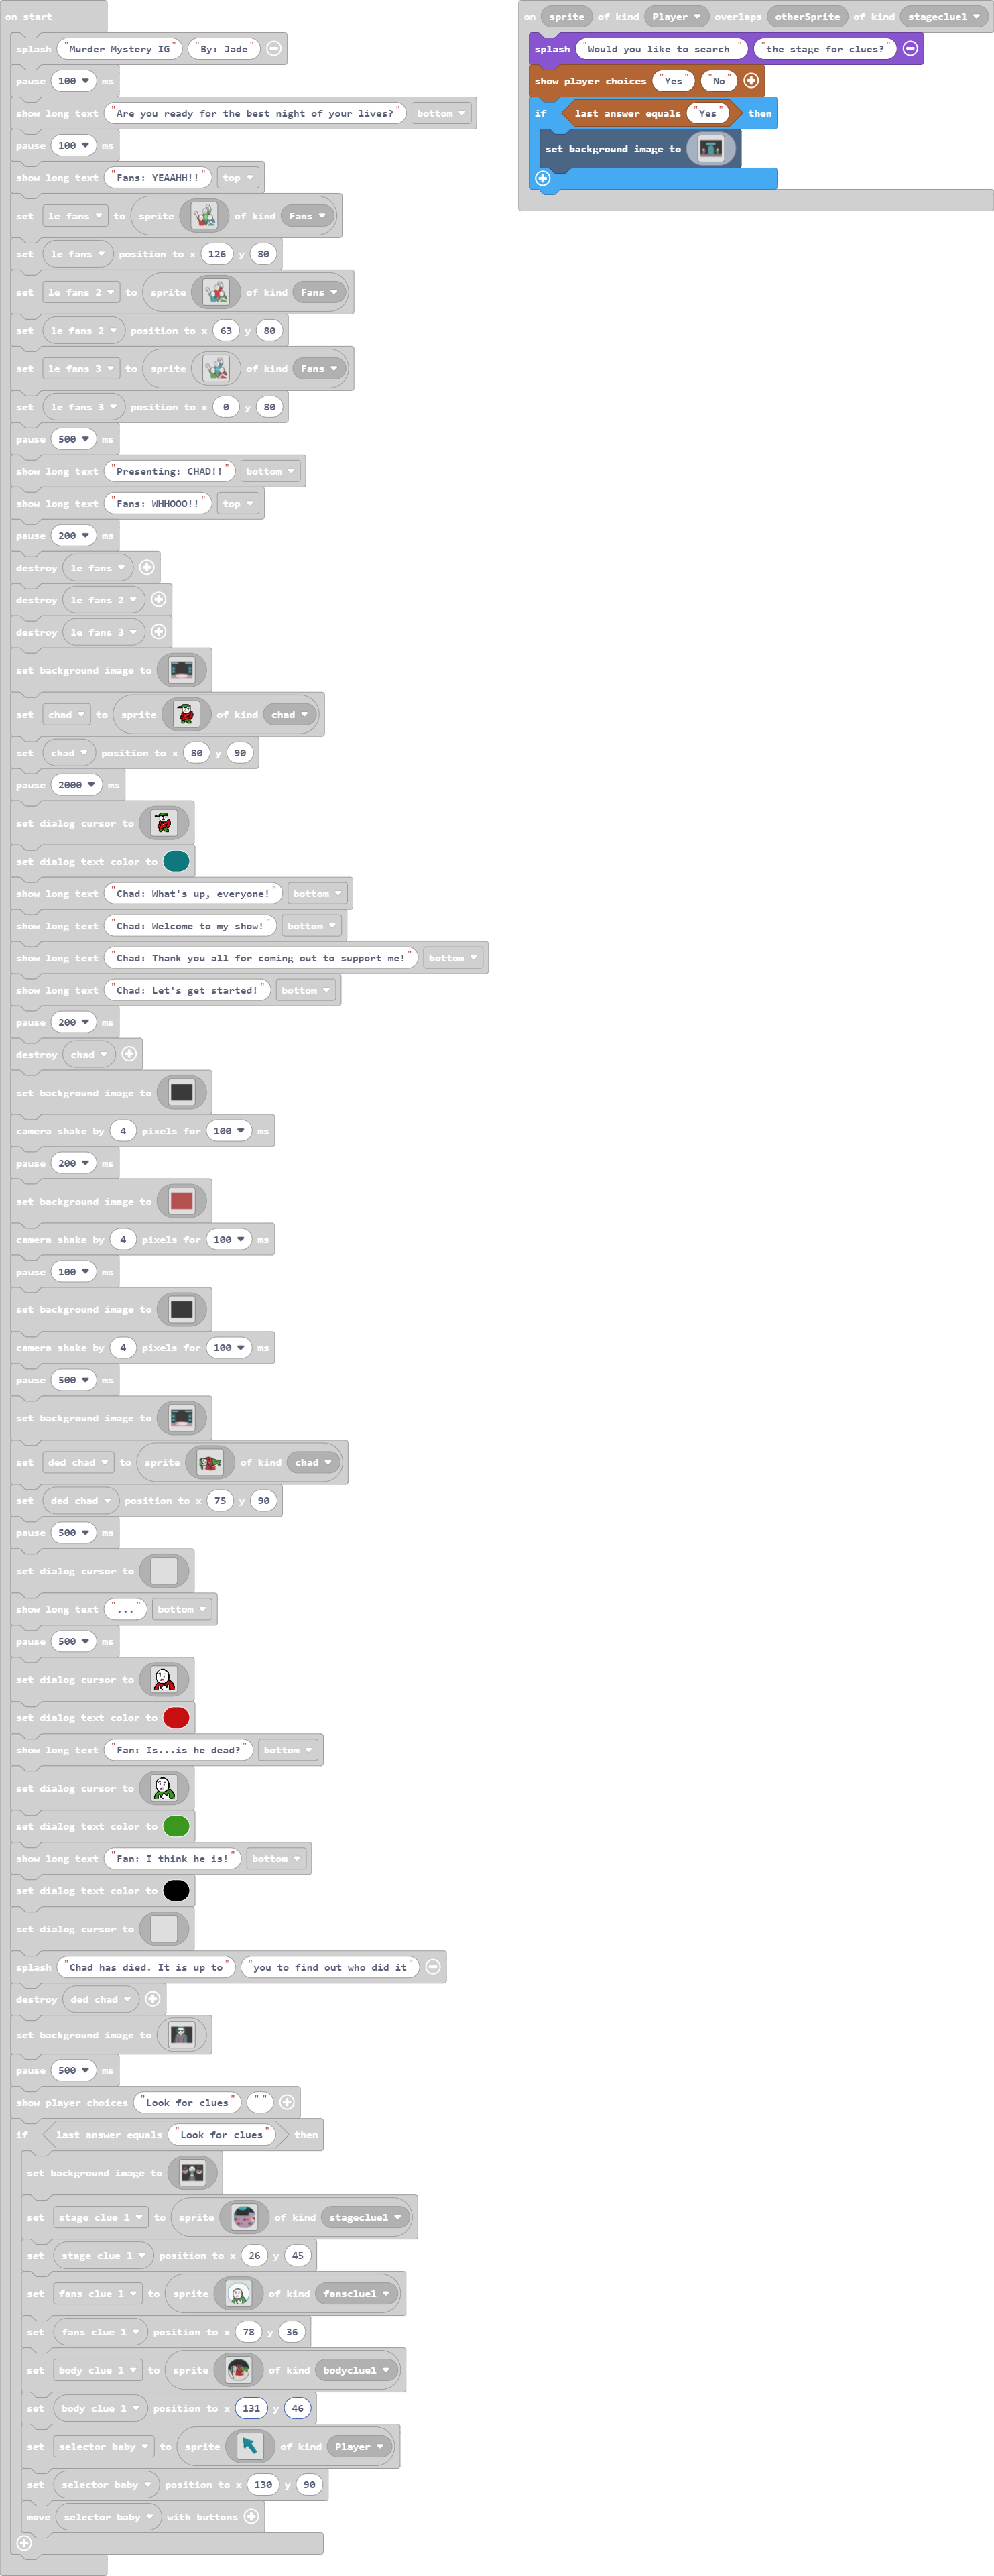 on start
splash "Murder Mystery IG" "By: Jade"
pause 100 ms
show long text "Are you ready for the best night of your lives?" bottom
pause 100 ms
show long text "Fans: YEAAHH!!" top
set le fans to sprite of kind Fans
set le fans position to x 126 y 80
set le fans 2 to sprite of kind Fans
set le fans 2 position to x 63 y 80
set le fans 3 to sprite of kind Fans
set le fans 3 position to x 0 y 80
pause 500 ms
show long text "Presenting: CHAD!!" bottom
show long text "Fans: WHHOOO!!" top
pause 200 ms
destroy le fans
destroy le fans 2
destroy le fans 3
set background image to
set chad to sprite of kind chad
set chad position to x 80 y 90
pause 2000 ms
set dialog cursor to
set dialog text color to
show long text "Chad: What's up, everyone!" bottom
show long text "Chad: Welcome to my show!" bottom
show long text "Chad: Thank you all for coming out to support me!" bottom
show long text "Chad: Let's get started!" bottom
pause 200 ms
destroy chad
set background image to
camera shake by 4 pixels for 100 ms
pause 200 ms
set background image to
camera shake by 4 pixels for 100 ms
pause 100 ms
set background image to
camera shake by 4 pixels for 100 ms
pause 500 ms
set background image to
set ded chad to sprite of kind chad
set ded chad position to x 75 y 90
pause 500 ms
set dialog cursor to
show long text "..." bottom
pause 500 ms
set dialog cursor to
set dialog text color to
show long text "Fan: Is...is he dead?" bottom
set dialog cursor to
set dialog text color to
show long text "Fan: I think he is!" bottom
set dialog text color to
set dialog cursor to
splash "Chad has died. It is up to" "you to find out who did it"
destroy ded chad
set background image to
pause 500 ms
show player choices "Look for clues" ""
if last answer equals "Look for clues" then
set background image to
set stage clue 1 to sprite of kind stageclue1
set stage clue 1 position to x 26 y 45
set fans clue 1 to sprite of kind fansclue1
set fans clue 1 position to x 78 y 36
set body clue 1 to sprite of kind bodyclue1
set body clue 1 position to x 131 y 46
set selector baby to sprite of kind Player
set selector baby position to x 130 y 90
move selector baby with buttons
on sprite of kind Player overlaps otherSprite of kind stageclue1
splash "Would you like to search " "the stage for clues?"
show player choices "Yes" "No"
if last answer equals "Yes" then
set background image to